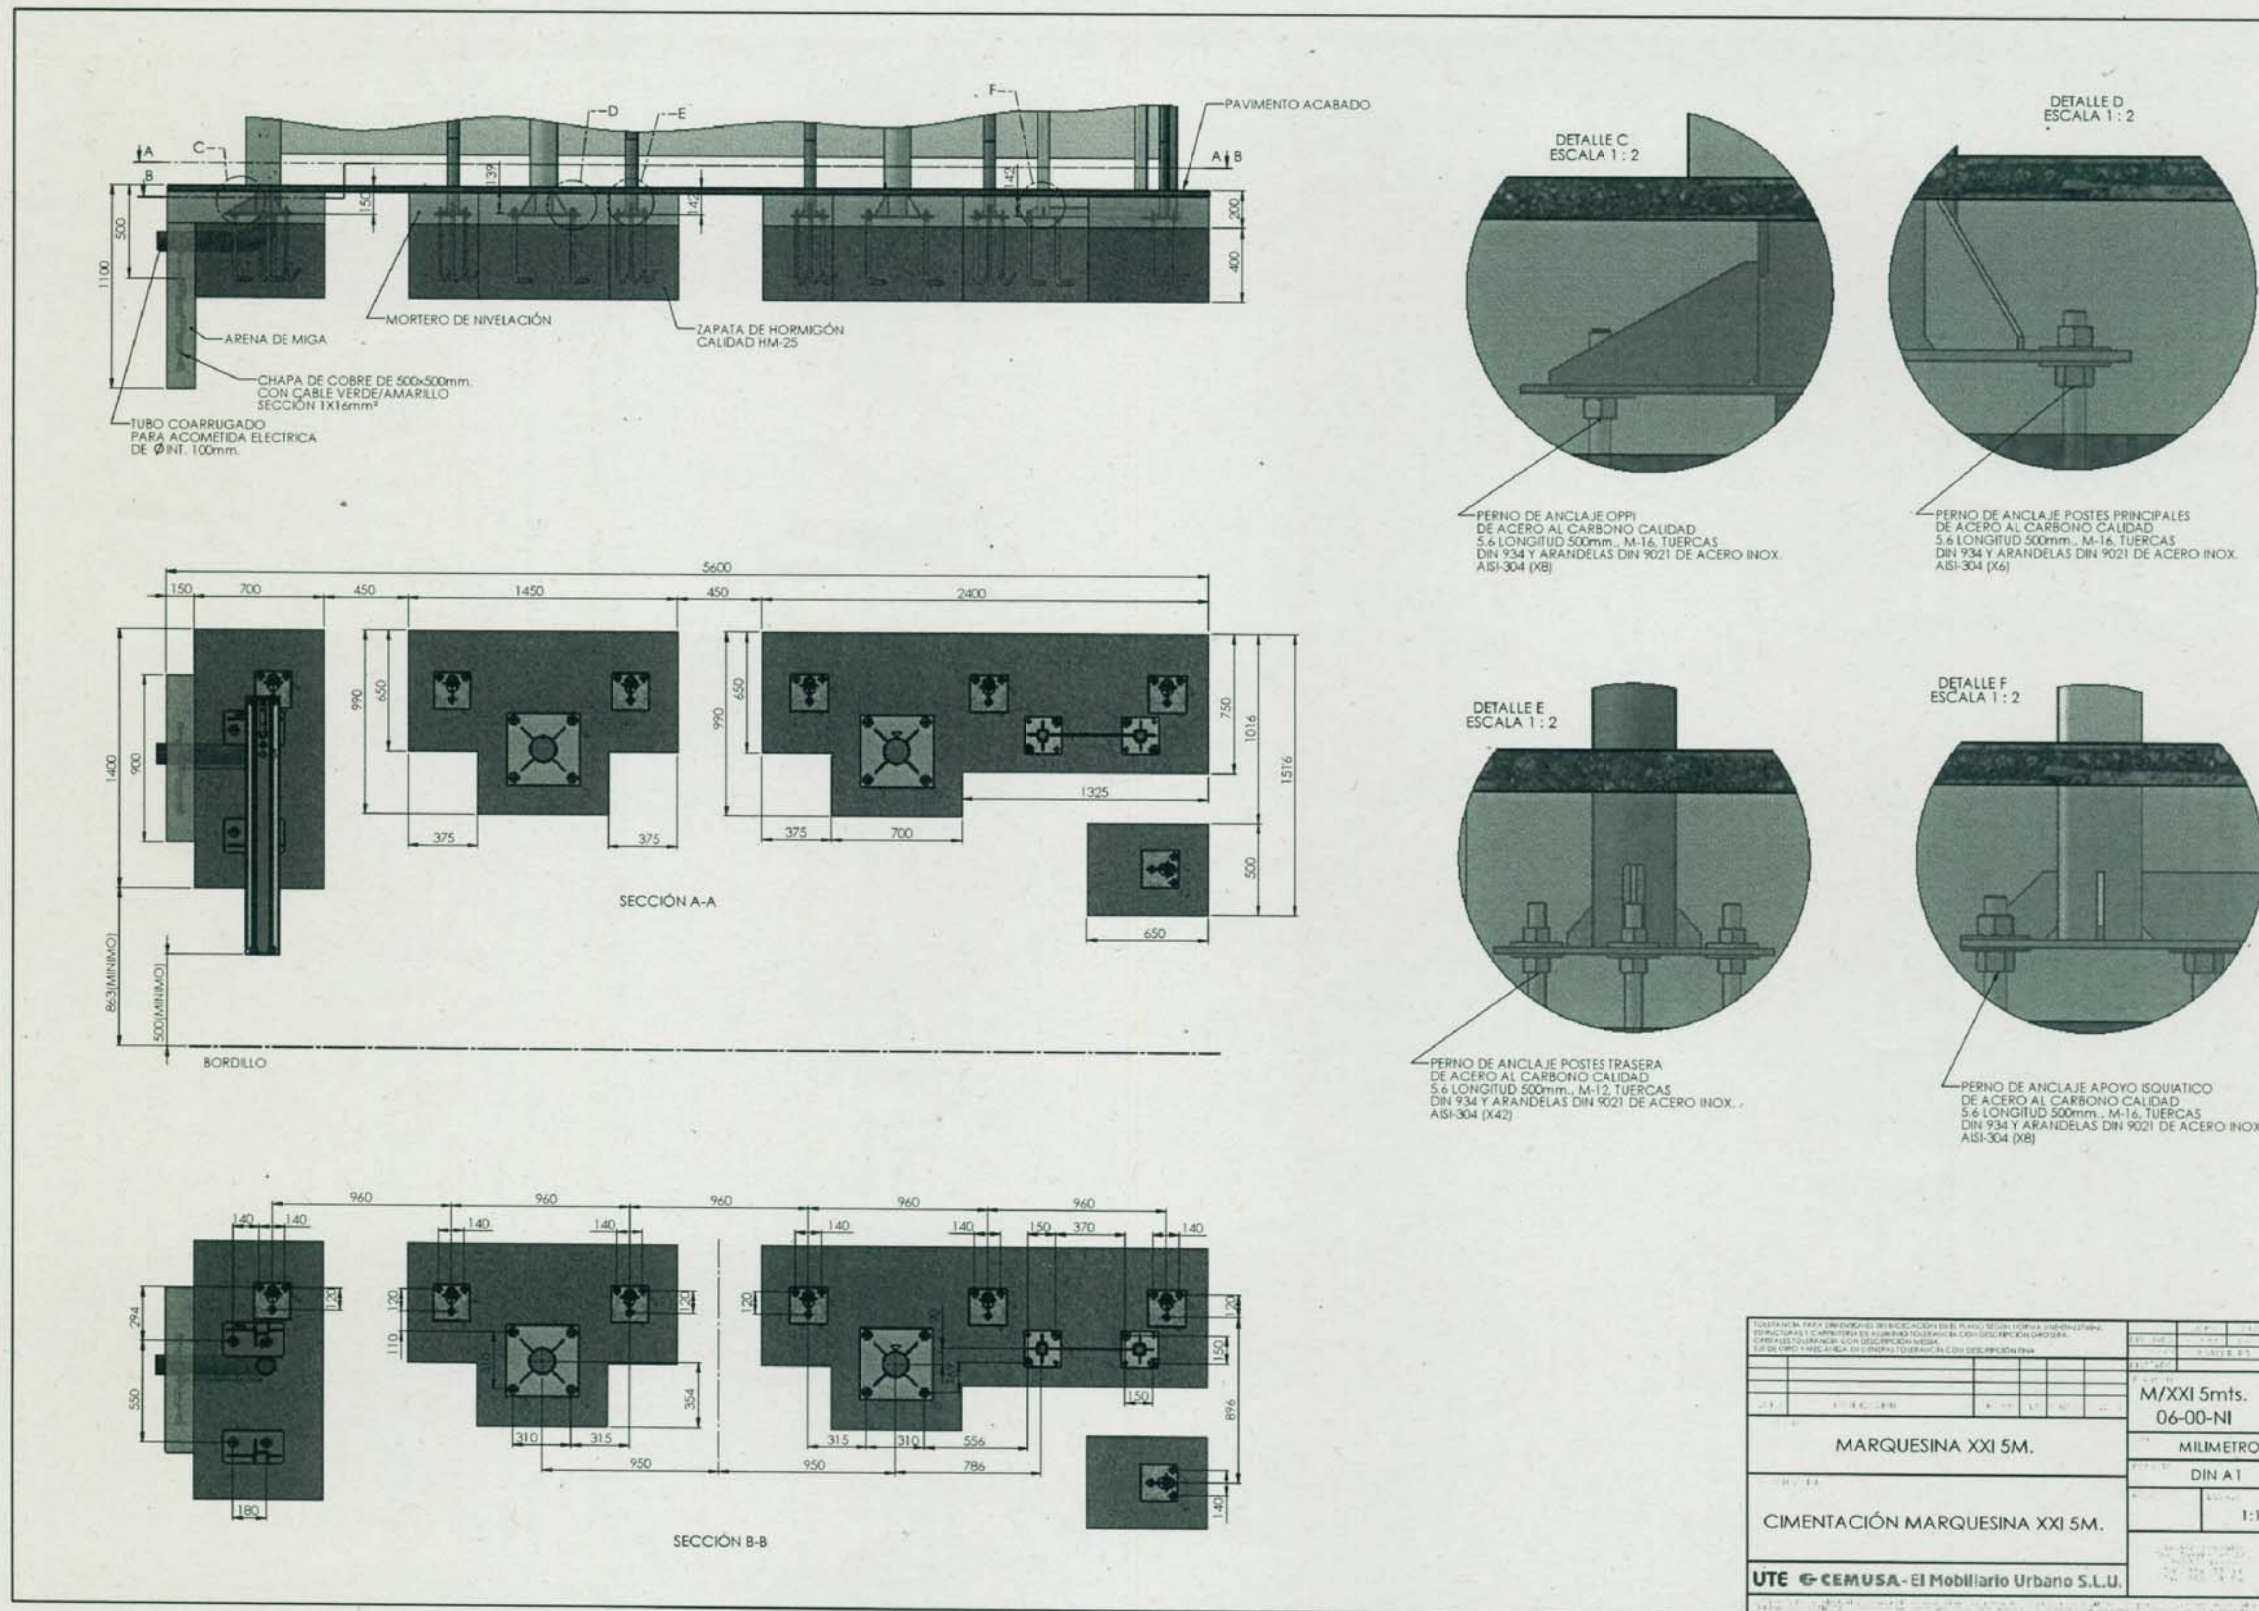 A
B
C
D
E
F
PAVIMENTO ACABADO
A B
139
150
142
142
500
1100
200
400
MORTERO DE NIVELACIÓN
ZAPATA DE HORMIGÓN
CALIDAD HM-25
ARENA DE MIGA
CHAPA DE COBRE DE 500x500mm.
CON CABLE VERDE/AMARILLO
SECCIÓN 1X16mm²
TUBO COARRUGADO
PARA ACOMETIDA ELECTRICA
DE Ø INT. 100mm.
DETALLE C
ESCALA 1 : 2
PERNO DE ANCLAJE OPPI
DE ACERO AL CARBONO CALIDAD
5.6 LONGITUD 500mm., M-16, TUERCAS
DIN 934 Y ARANDELAS DIN 9021 DE ACERO INOX.
AISI-304 (X8)
DETALLE D
ESCALA 1 : 2
PERNO DE ANCLAJE POSTES PRINCIPALES
DE ACERO AL CARBONO CALIDAD
5.6 LONGITUD 500mm., M-16, TUERCAS
DIN 934 Y ARANDELAS DIN 9021 DE ACERO INOX.
AISI-304 (X6)
5600
150 700 450 1450 450 2400
1400
900
990
650
990
650
750
1016
1516
375
375
375
700
1325
500
650
863(MINIMO)
500(MINIMO)
SECCIÓN A-A
BORDILLO
DETALLE E
ESCALA 1 : 2
PERNO DE ANCLAJE POSTES TRASERA
DE ACERO AL CARBONO CALIDAD
5.6 LONGITUD 500mm., M-12, TUERCAS
DIN 934 Y ARANDELAS DIN 9021 DE ACERO INOX.
AISI-304 (X42)
DETALLE F
ESCALA 1 : 2
PERNO DE ANCLAJE APOYO ISQUIATICO
DE ACERO AL CARBONO CALIDAD
5.6 LONGITUD 500mm., M-16, TUERCAS
DIN 934 Y ARANDELAS DIN 9021 DE ACERO INOX
AISI-304 (X8)
960 960 960 960 960
140 140 140 140 140 140 150 370 140
294
550
120
120
110
310
120
120
120
150
150
354
896
310 315
315 310 556
950 950 786
180
140
SECCIÓN B-B
M/XXI 5mts.
06-00-NI
MARQUESINA XXI 5M.
MILIMETRO
DIN A1
CIMENTACIÓN MARQUESINA XXI 5M.
UTE CEMUSA - El Mobiliario Urbano S.L.U.